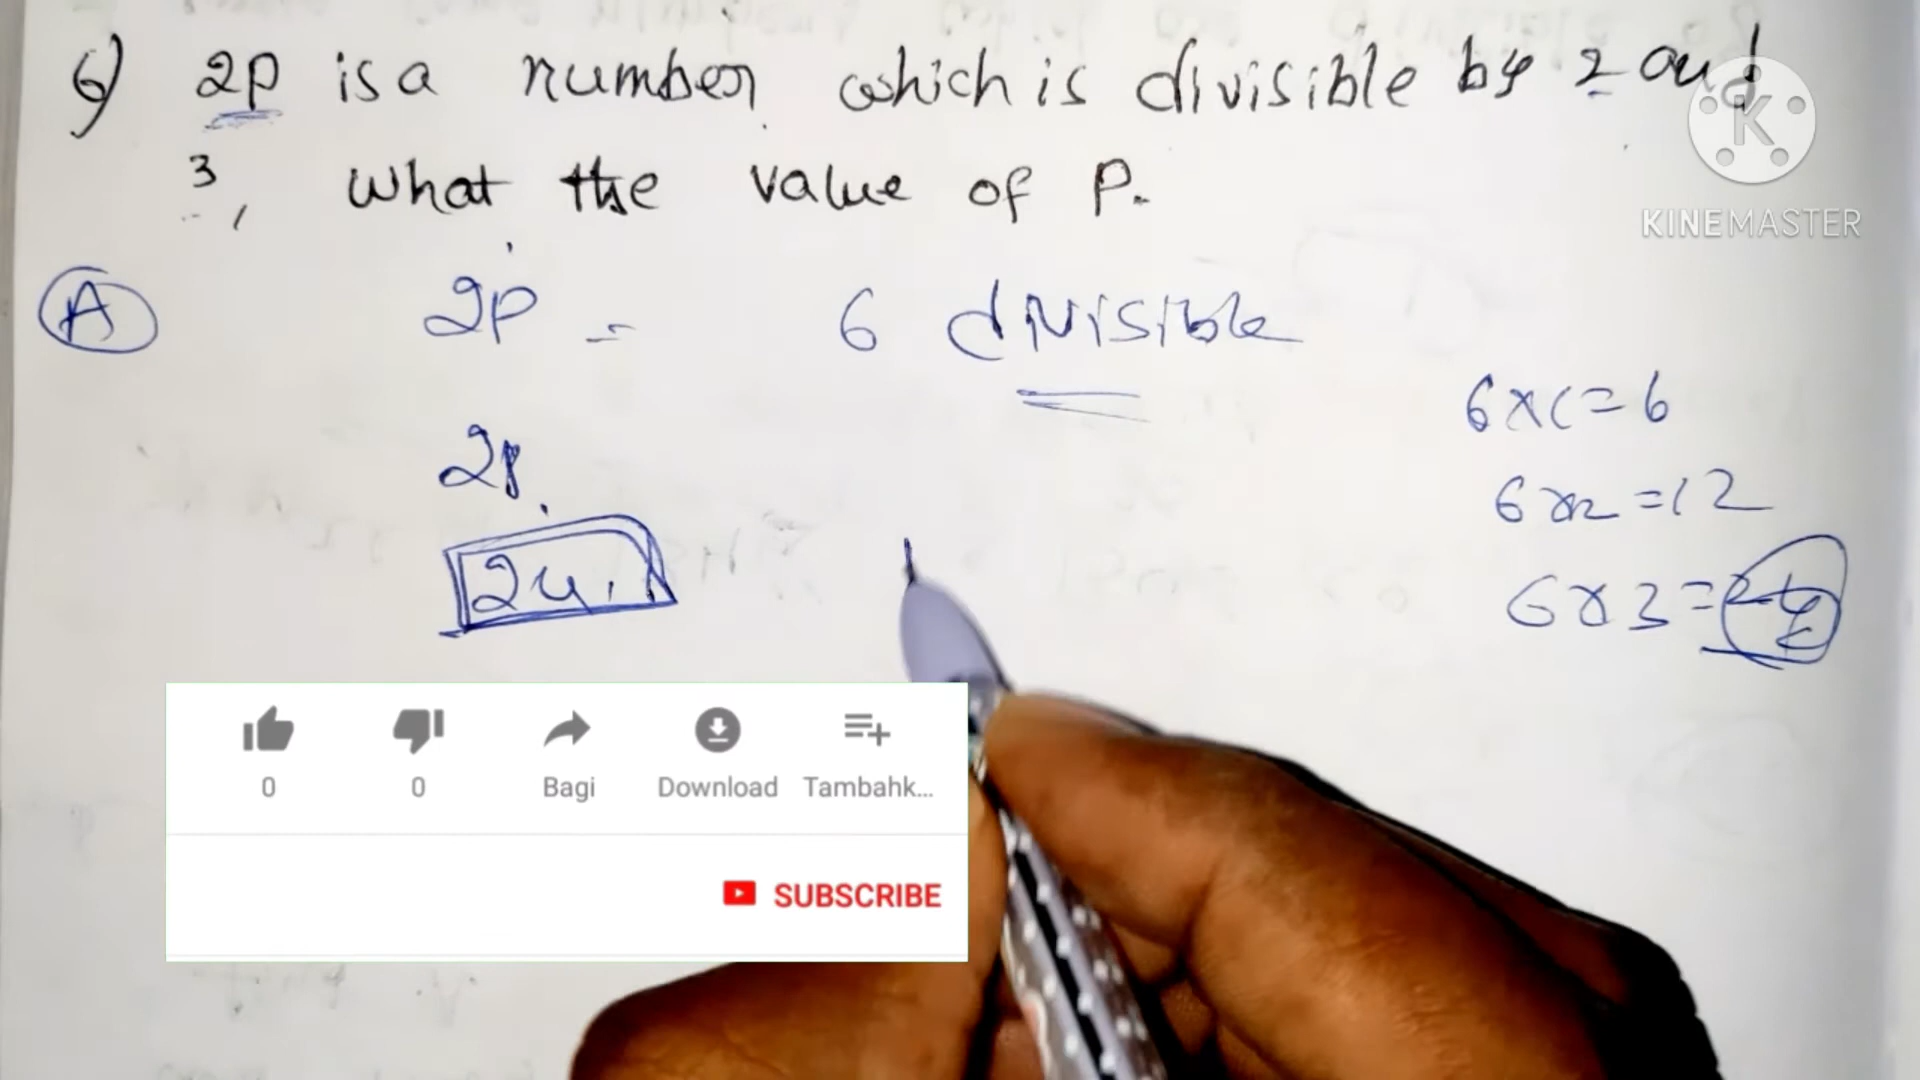 6) 2P is a number which is divisible by 2 and
3, what the value of P.
A 2P = 6 divisible
6x1=6
2
6x2=12
24.
6x3=24
KINEMASTER
0 0 Bagi Download Tambahk...
SUBSCRIBE